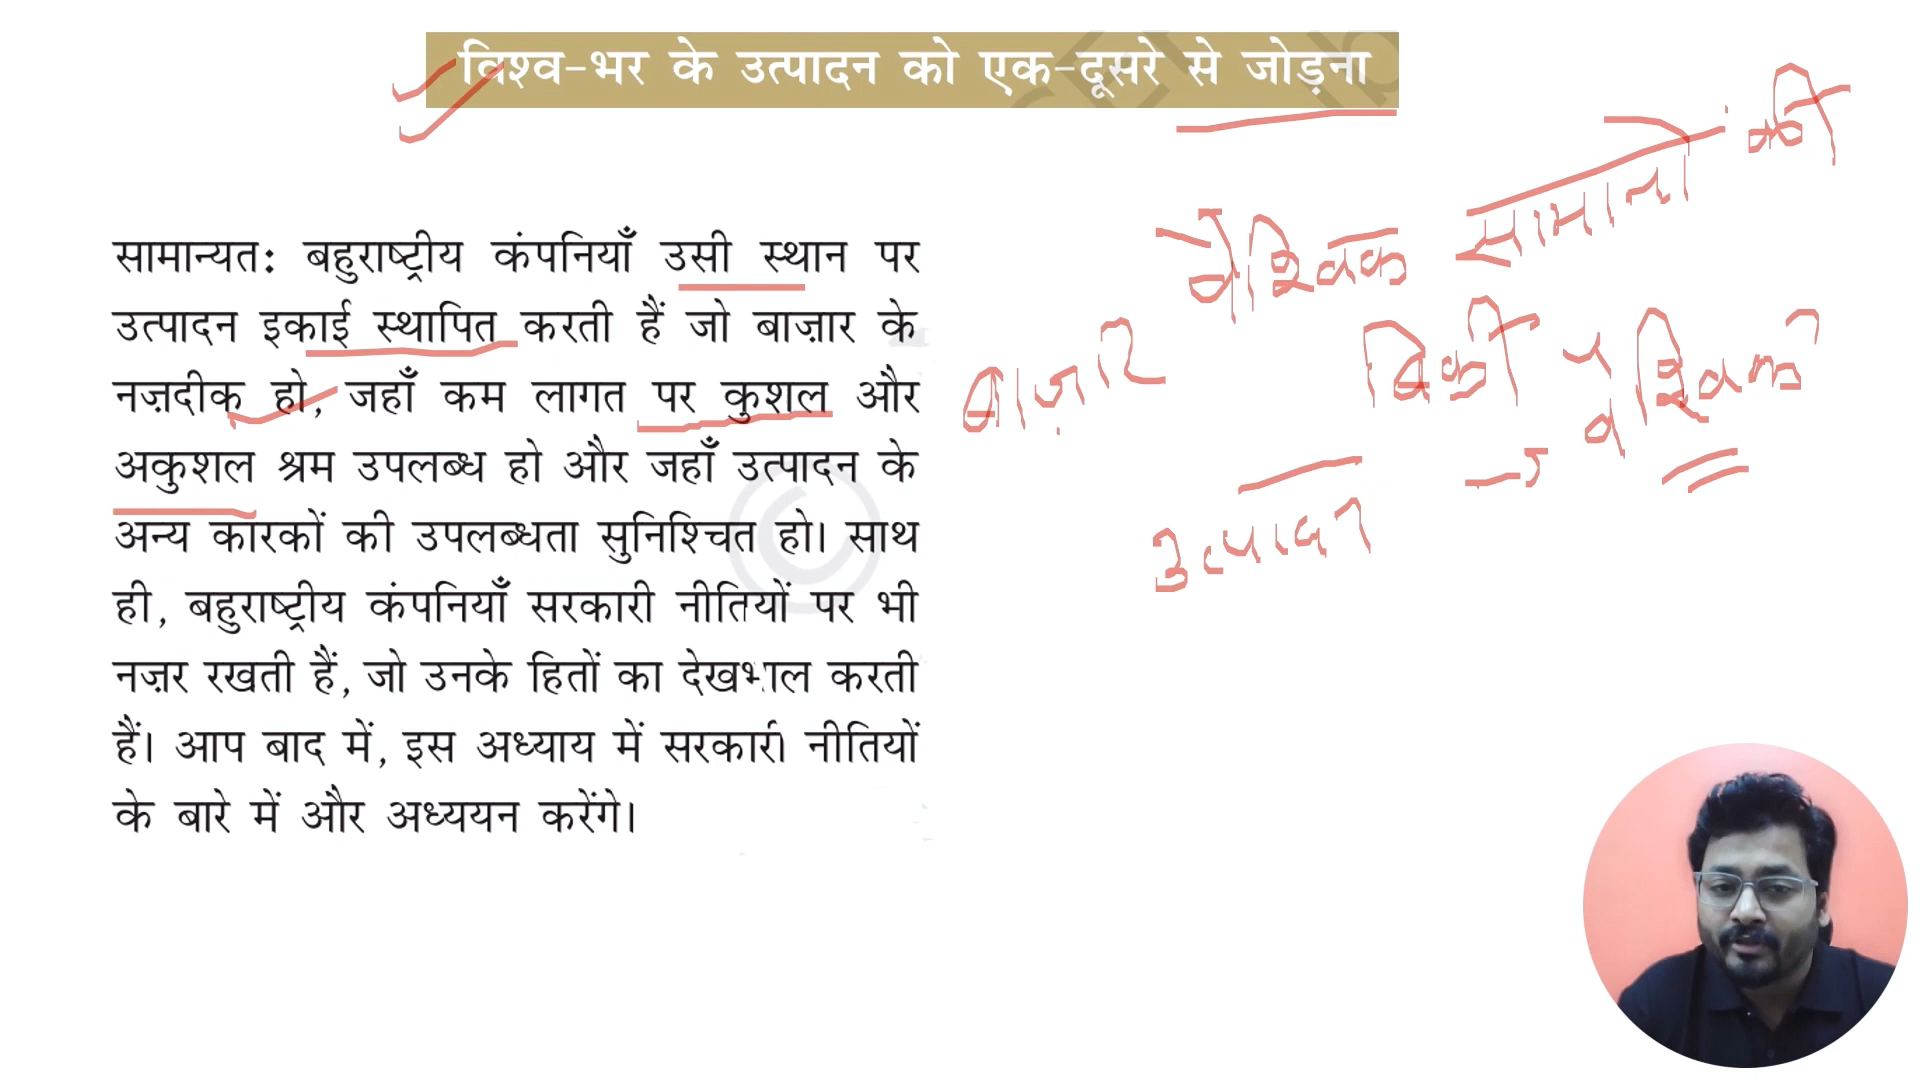 विश्व-भर के उत्पादन को एक-दूसरे से जोड़ना
सामान्यत: बहुराष्ट्रीय कंपनियाँ उसी स्थान पर
उत्पादन इकाई स्थापित करती हैं जो बाज़ार के
नज़दीक हो, जहाँ कम लागत पर कुशल और
अकुशल श्रम उपलब्ध हो और जहाँ उत्पादन के
अन्य कारकों की उपलब्धता सुनिश्चित हो। साथ
ही, बहुराष्ट्रीय कंपनियाँ सरकारी नीतियों पर भी
नज़र रखती हैं, जो उनके हितों का देखभाल करती
हैं। आप बाद में, इस अध्याय में सरकारी नीतियों
के बारे में और अध्ययन करेंगे।
वैश्विक सामानों की
बाज़ार
बिक्री
उत्पादन